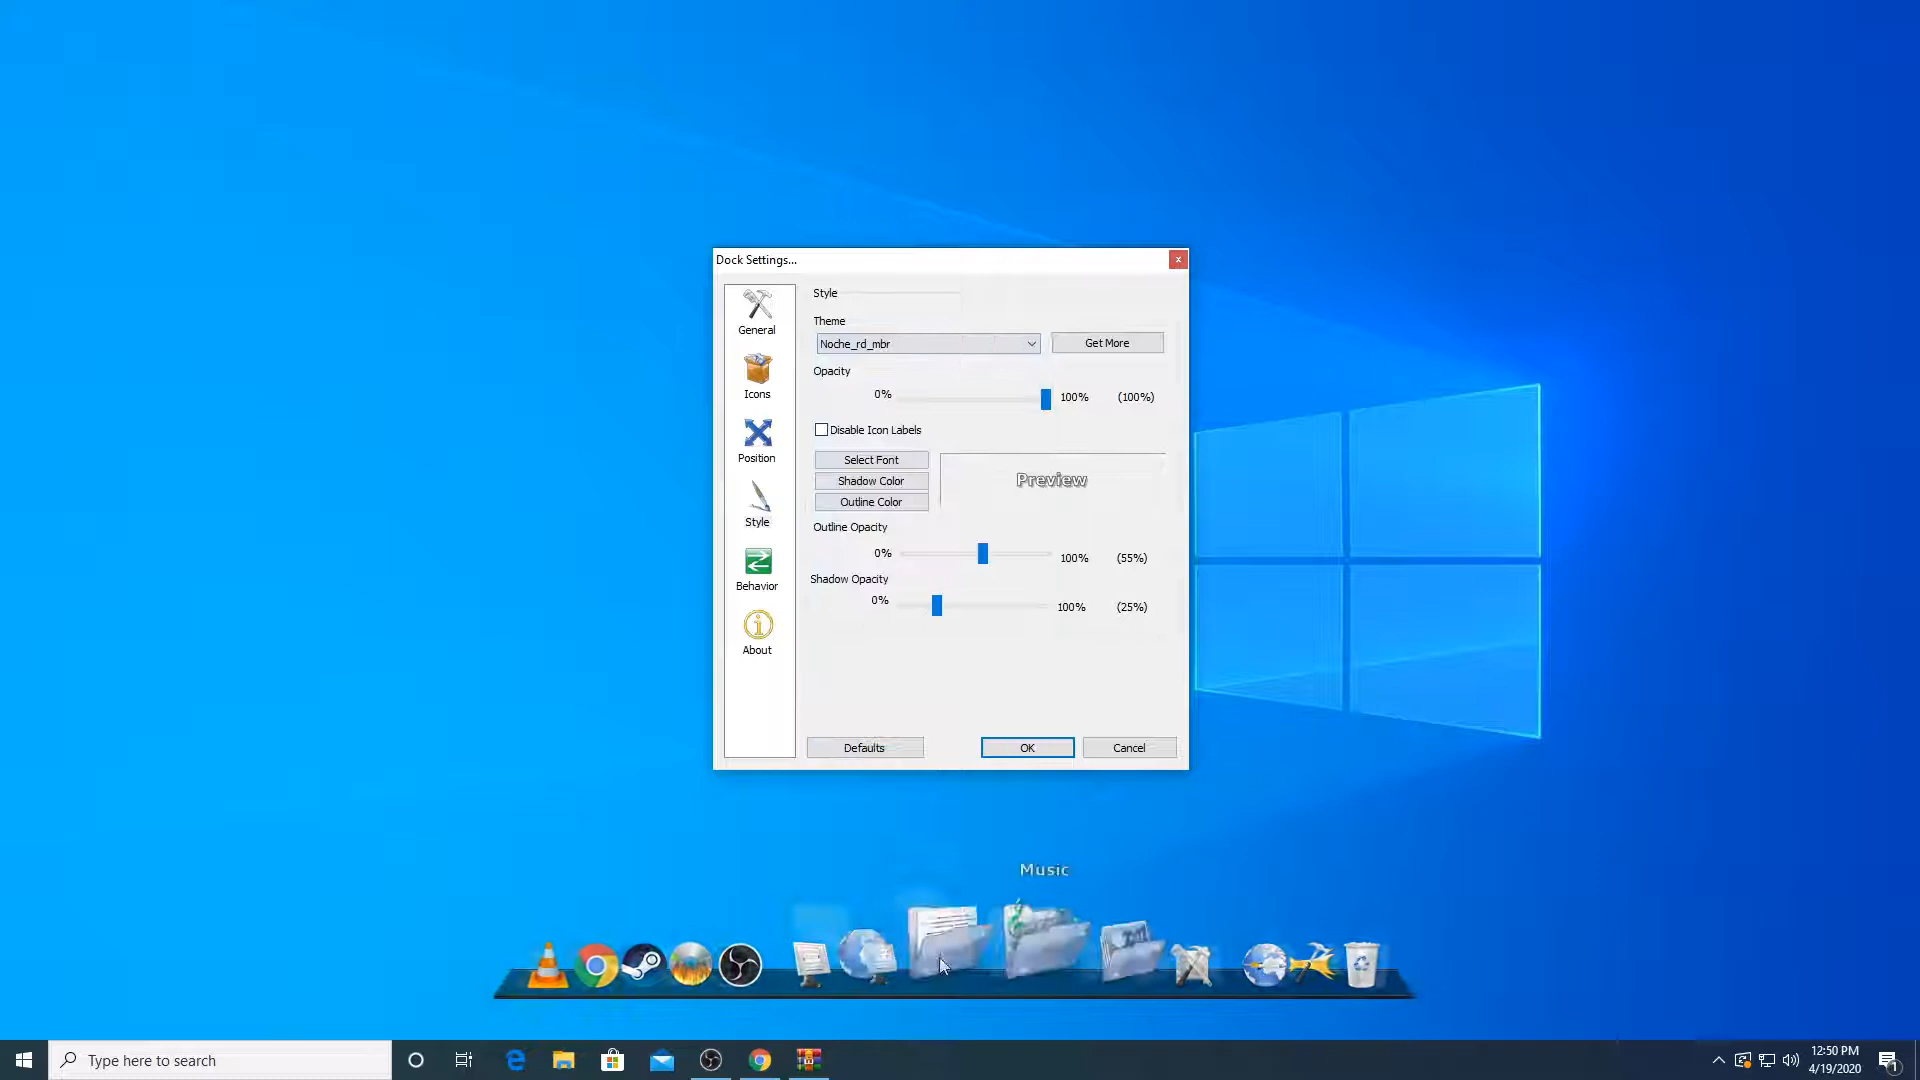 Dock Settings...
General
Icons
Position
Style
Behavior
About
Style
Theme
Noche_rd_mbr
Get More
Opacity
0%
100%
(100%)
Disable Icon Labels
Select Font
Shadow Color
Outline Color
Preview
Outline Opacity
0%
100%
(55%)
Shadow Opacity
0%
100%
(25%)
Defaults
OK
Cancel
Music
Type here to search
12:50 PM
4/19/2020
1